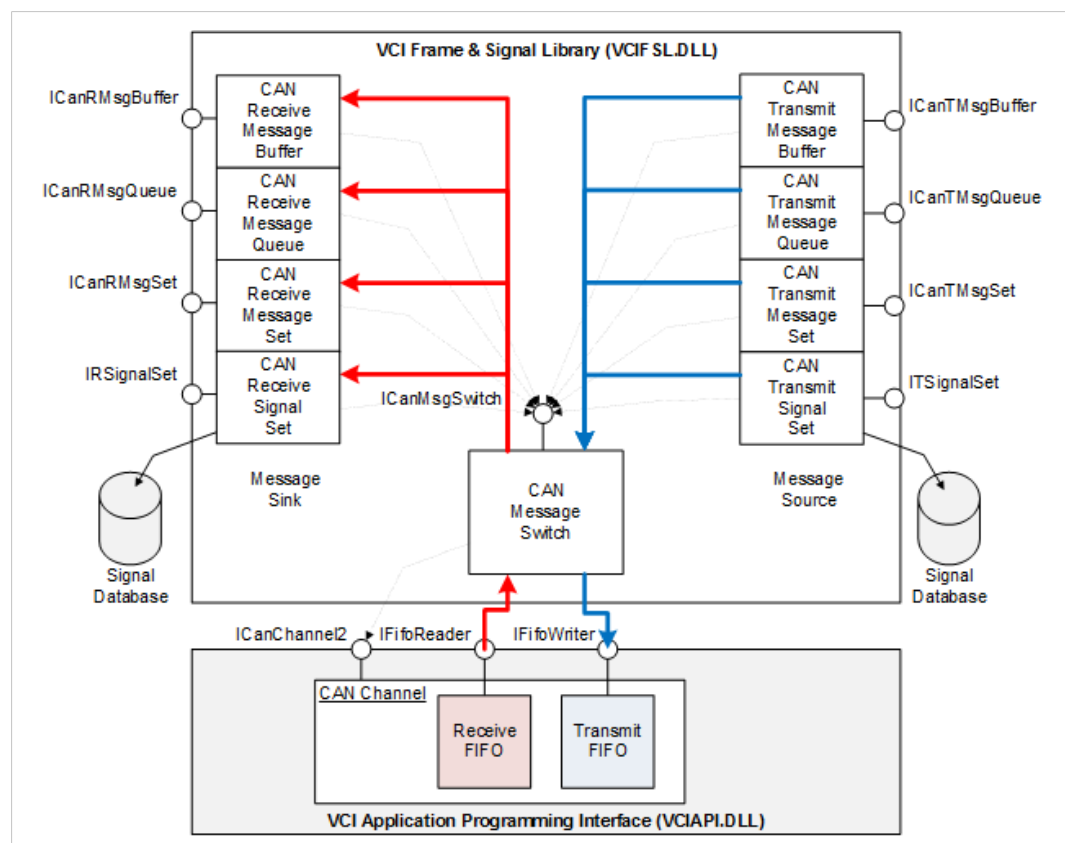 VCI Frame & Signal Library (VCIFSL.DLL)
ICanRMsgBuffer
CAN
Receive
Message
Buffer
ICanRMsgQueue
CAN
Receive
Message
Queue
ICanRMsgSet
CAN
Receive
Message
Set
IRSignalSet
CAN
Receive
Signal
Set
Message
Sink
Signal
Database
ICanMsgSwitch
CAN
Message
Switch
CAN
Transmit
Message
Buffer
ICanTMsgBuffer
CAN
Transmit
Message
Queue
ICanTMsgQueue
CAN
Transmit
Message
Set
ICanTMsgSet
CAN
Transmit
Signal
Set
ITSignalSet
Message
Source
Signal
Database
ICanChannel2
IFifoReader
IFifoWriter
CAN Channel
Receive
FIFO
Transmit
FIFO
VCI Application Programming Interface (VCIAPI.DLL)